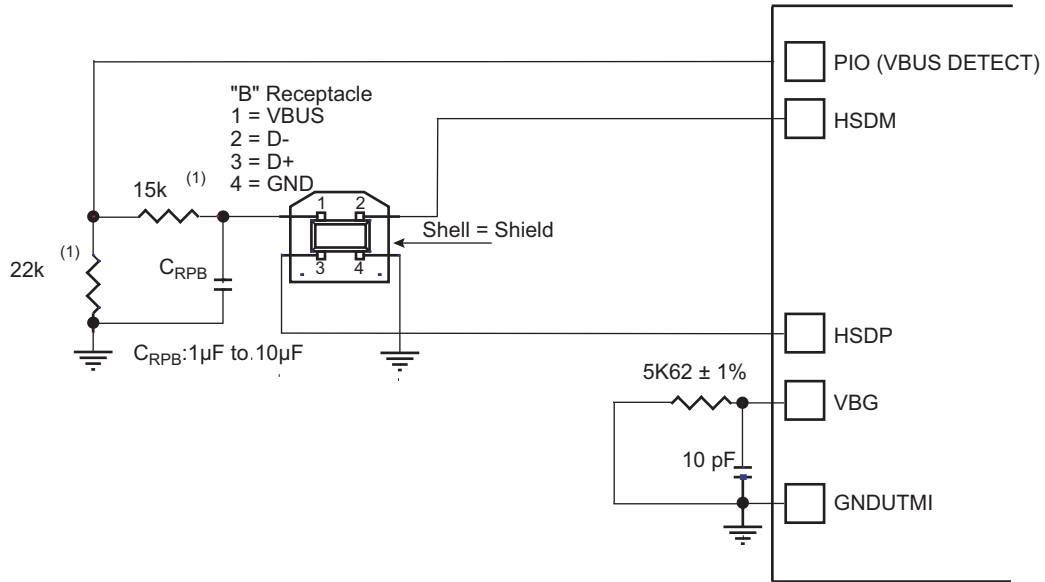 PIO (VBUS DETECT)
"B" Receptacle
1 = VBUS
2 = D-
3 = D+
4 = GND
HSDM
15k (1)
1 2
Shell = Shield
22k (1)
CRPB
3 4
CRPB:1µF to 10µF
HSDP
5K62 ± 1%
VBG
10 pF
GNDUTMI